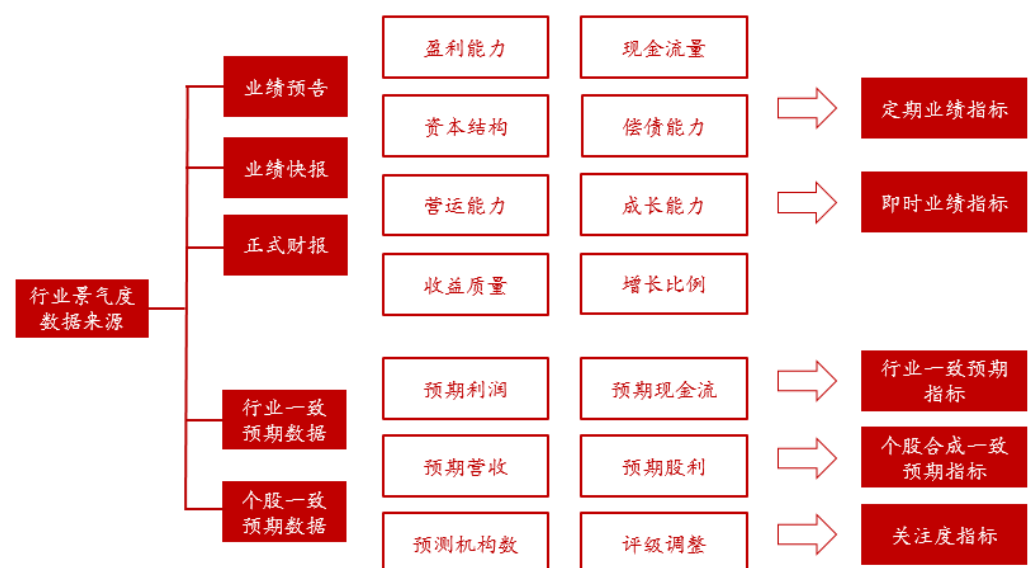 行业景气度
数据来源
业绩预告
业绩快报
正式财报
行业一致
预期数据
个股一致
预期数据
盈利能力
现金流量
资本结构
偿债能力
营运能力
成长能力
收益质量
增长比例
预期利润
预期现金流
预期营收
预期股利
预测机构数
评级调整
定期业绩指标
即时业绩指标
行业一致预期
指标
个股合成一致
预期指标
关注度指标